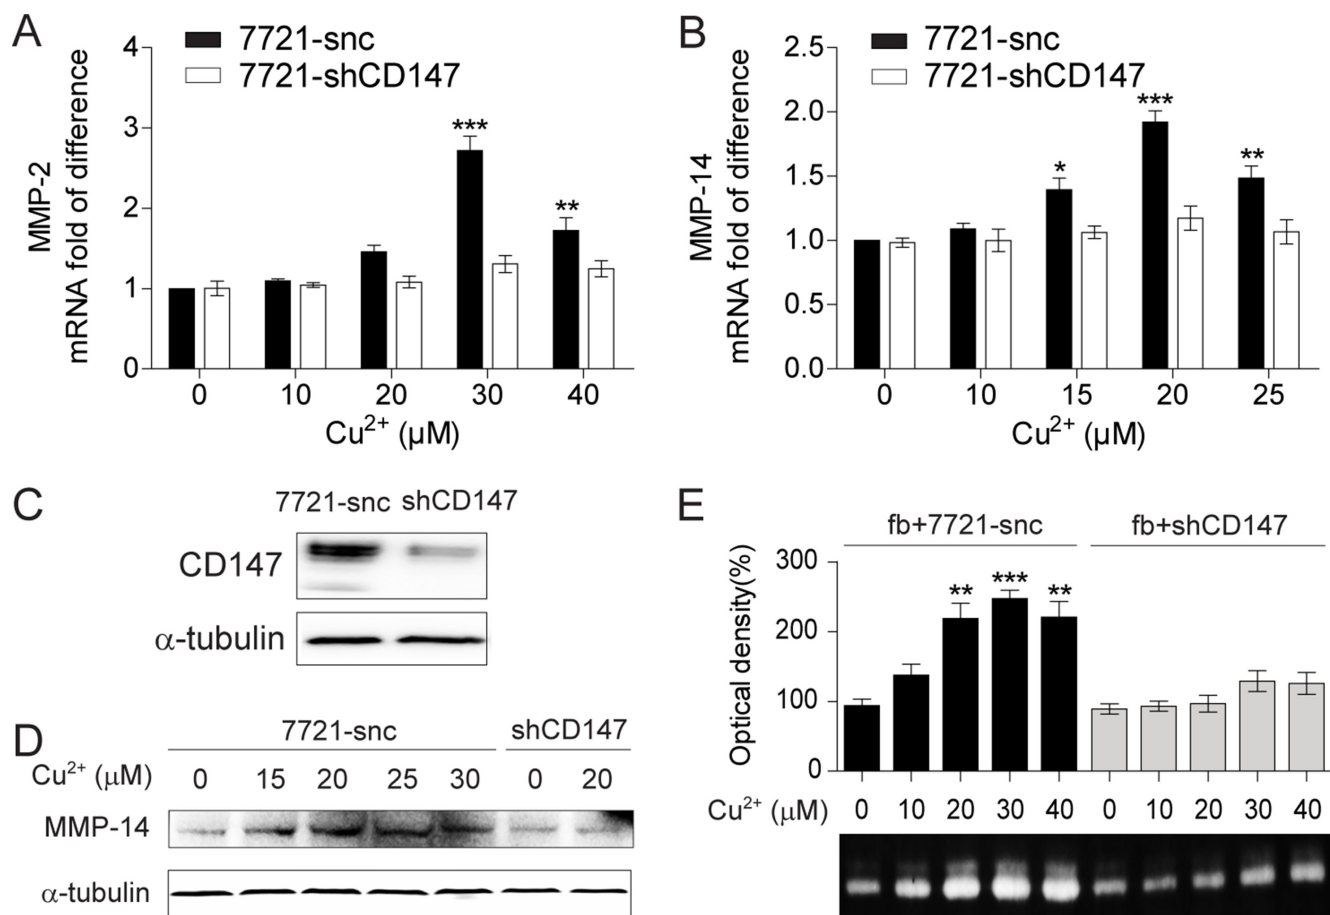 A
MMP-2
mRNA fold of difference
7721-snc
7721-shCD147
4
3
2
1
0
***
**
0 10 20 30 40
Cu²⁺ (µM)
B
MMP-14
mRNA fold of difference
7721-snc
7721-shCD147
2.5
2.0
1.5
1.0
0.5
0.0
* *** **
0 10 15 20 25
Cu²⁺ (µM)
C
7721-snc shCD147
CD147
α-tubulin
D
7721-snc shCD147
Cu²⁺ (µM) 0 15 20 25 30 0 20
MMP-14
α-tubulin
E
fb+7721-snc fb+shCD147
Optical density(%)
300
200
100
0
** *** **
Cu²⁺ (µM) 0 10 20 30 40 0 10 20 30 40